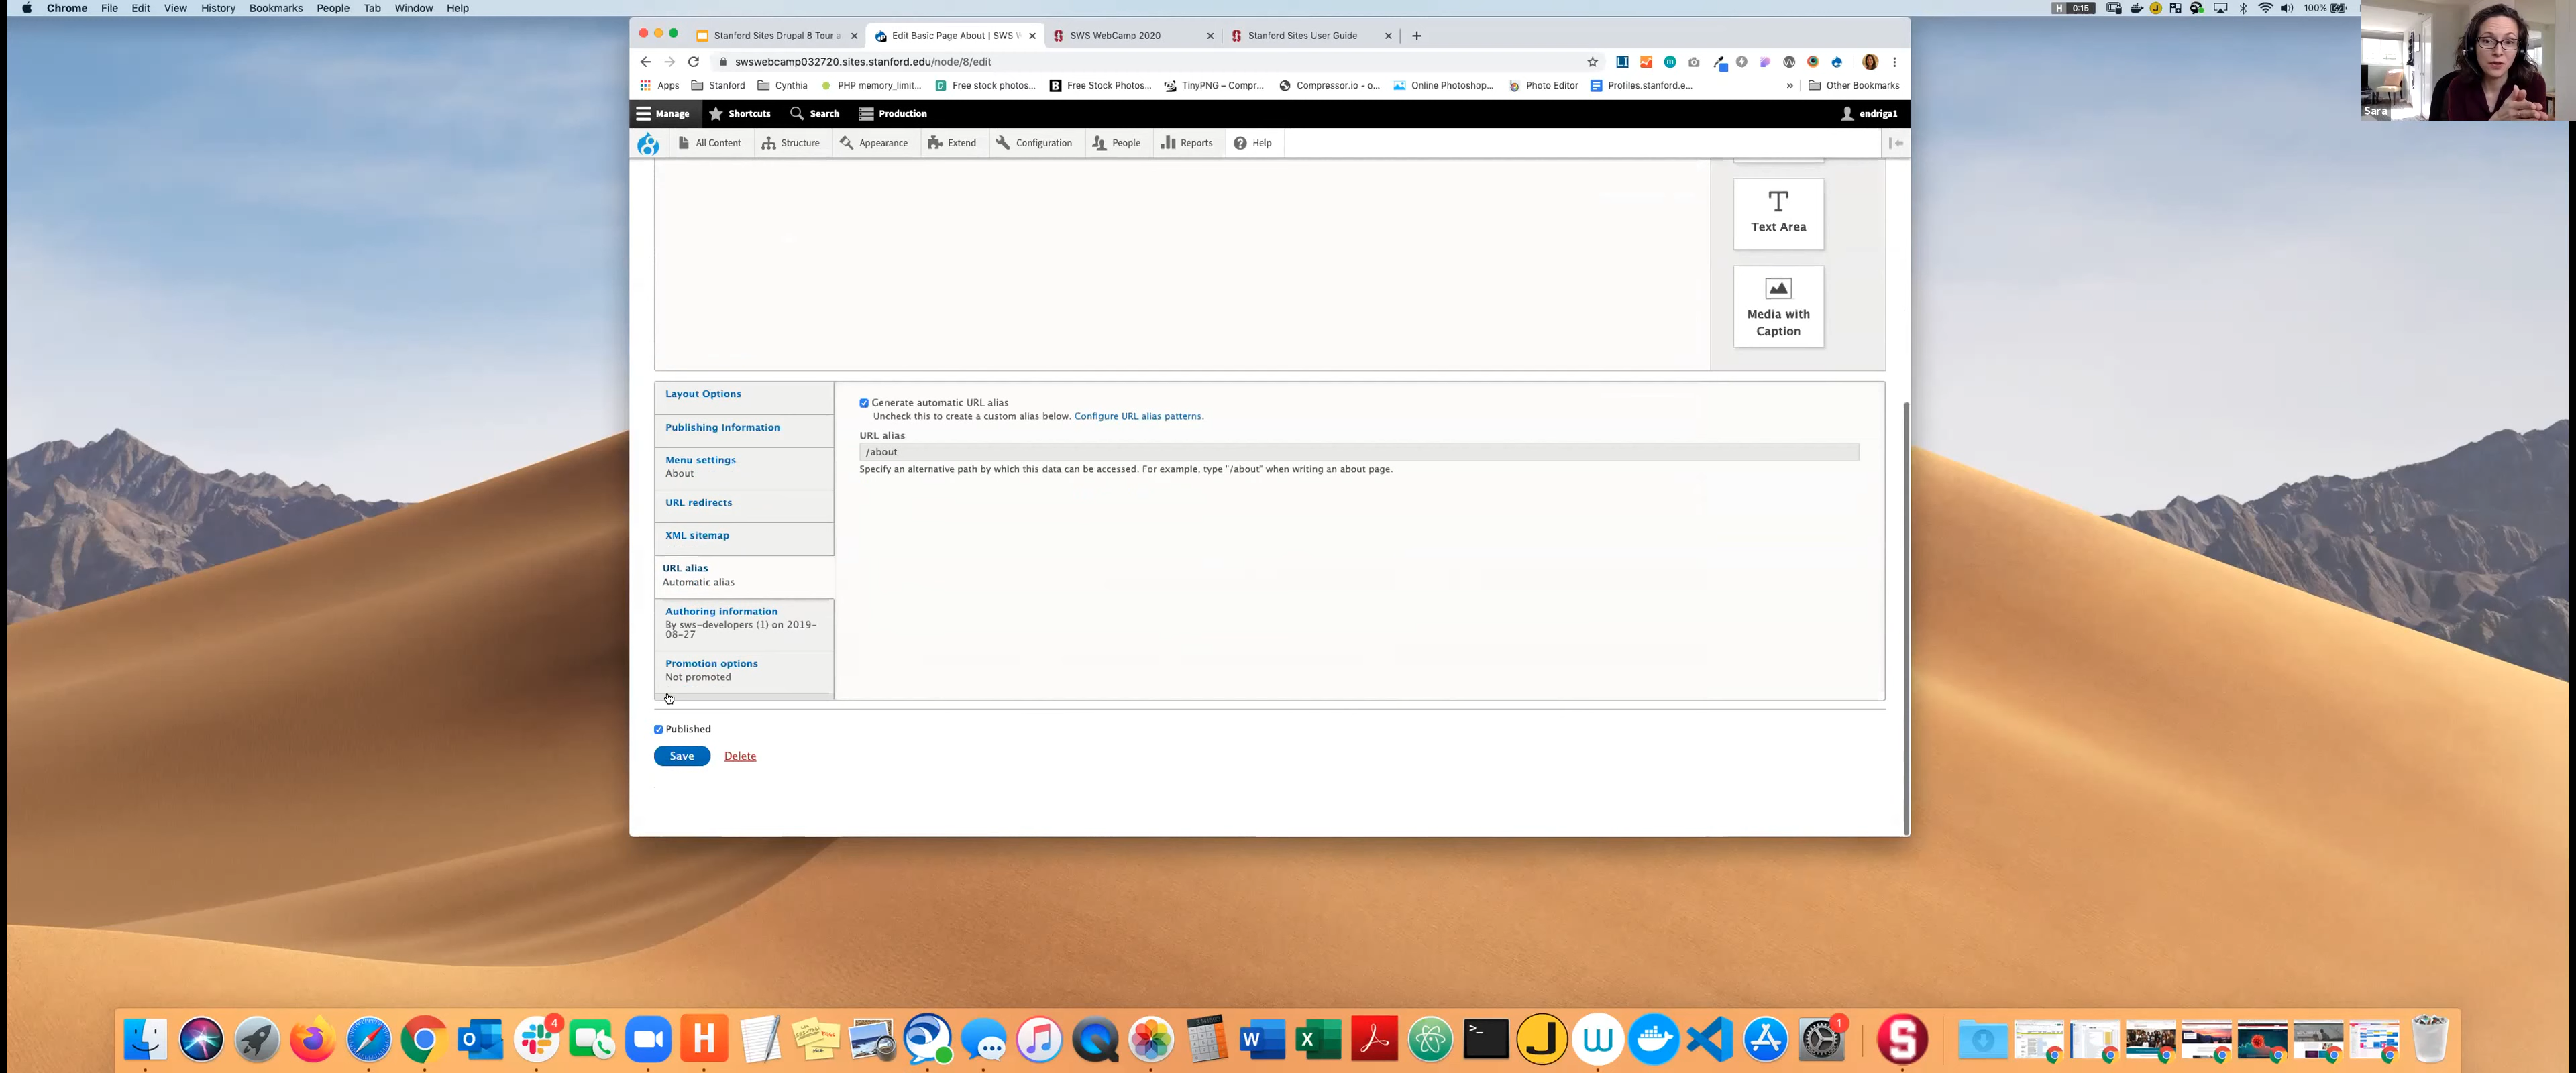 Chrome File Edit View History Bookmarks People Tab Window Help
H 0:15
100%
Stanford Sites Drupal 8 Tour a
Edit Basic Page About | SWS W
SWS WebCamp 2020
Stanford Sites User Guide
swswebcamp032720.sites.stanford.edu/node/8/edit
Apps Stanford Cynthia PHP memory_limit... Free stock photos... Free Stock Photos... TinyPNG – Compr... Compressor.io - o... Online Photoshop... Photo Editor Profiles.stanford.e... » Other Bookmarks
Manage Shortcuts Search Production endriga1
All Content Structure Appearance Extend Configuration People Reports Help
Sara
Text Area
Media with
Caption
Layout Options
Publishing Information
Menu settings
About
URL redirects
XML sitemap
URL alias
Automatic alias
Authoring information
By sws-developers (1) on 2019-
08-27
Promotion options
Not promoted
Generate automatic URL alias
Uncheck this to create a custom alias below. Configure URL alias patterns.
URL alias
/about
Specify an alternative path by which this data can be accessed. For example, type "/about" when writing an about page.
Published
Save Delete
4
1